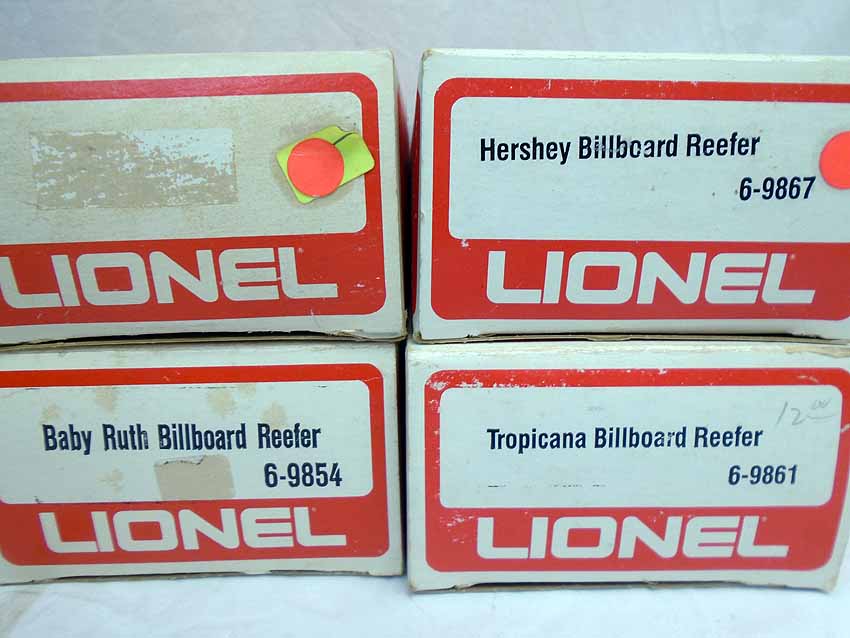 LIONEL
Hershey Billboard Reefer
6-9867
LIONEL
Baby Ruth Billboard Reefer
6-9854
LIONEL
Tropicana Billboard Reefer
6-9861
12.00
LIONEL